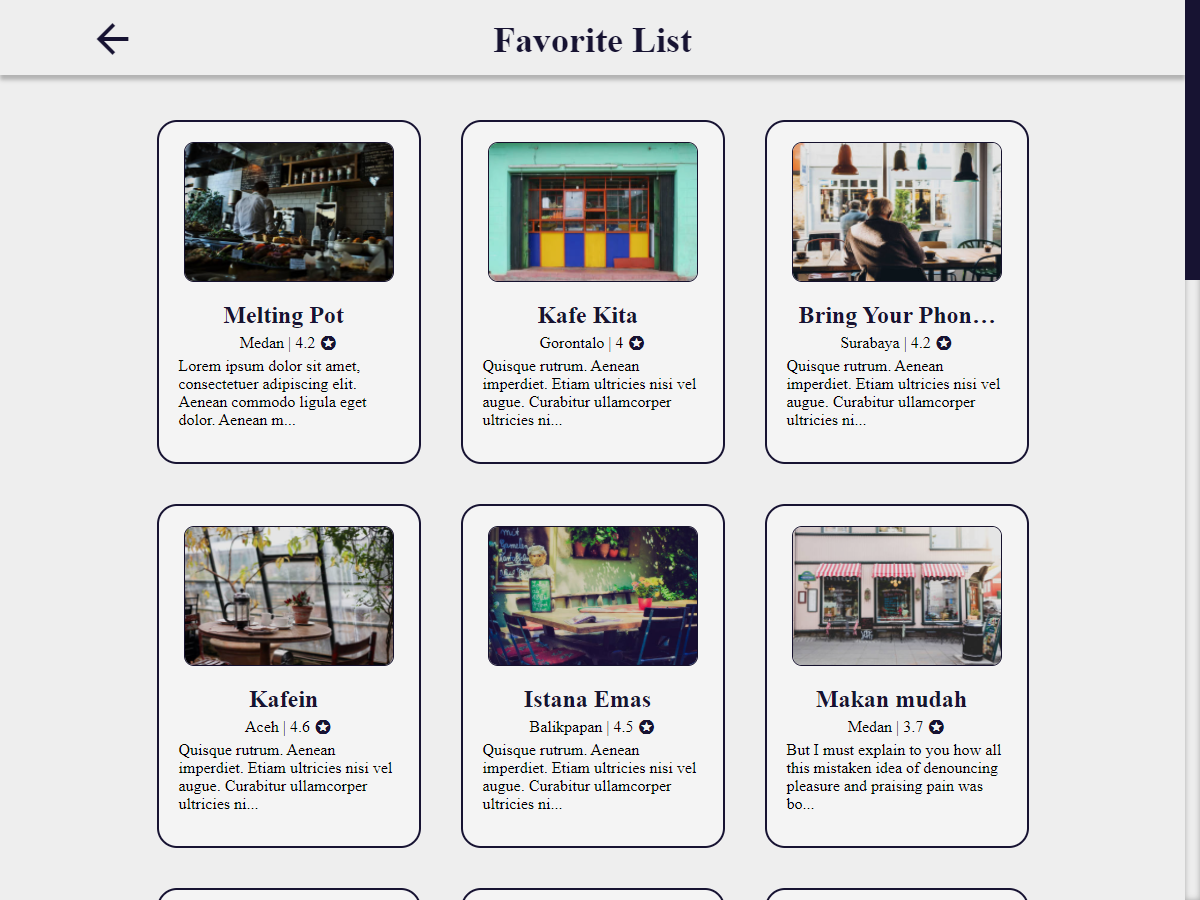 Favorite List
Melting Pot
Medan | 4.2
Lorem ipsum dolor sit amet,
consectetuer adipiscing elit.
Aenean commodo ligula eget
dolor. Aenean m...
Kafe Kita
Gorontalo | 4
Quisque rutrum. Aenean
imperdiet. Etiam ultricies nisi vel
augue. Curabitur ullamcorper
ultricies ni...
Bring Your Phon…
Surabaya | 4.2
Quisque rutrum. Aenean
imperdiet. Etiam ultricies nisi vel
augue. Curabitur ullamcorper
ultricies ni...
Kafein
Aceh | 4.6
Quisque rutrum. Aenean
imperdiet. Etiam ultricies nisi vel
augue. Curabitur ullamcorper
ultricies ni...
Istana Emas
Balikpapan | 4.5
Quisque rutrum. Aenean
imperdiet. Etiam ultricies nisi vel
augue. Curabitur ullamcorper
ultricies ni...
Makan mudah
Medan | 3.7
But I must explain to you how all
this mistaken idea of denouncing
pleasure and praising pain was
bo...